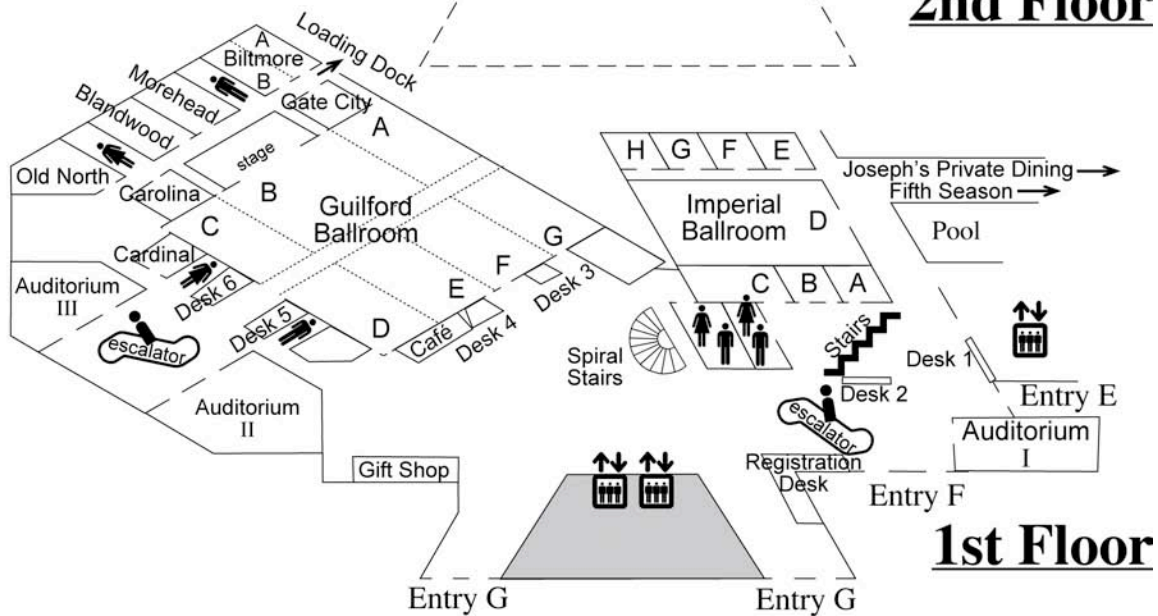 2nd Floor
A
Biltmore
B
Loading Dock
Morehead
Gate City
A
Blandwood
stage
Old North
Carolina
B
Guilford
Ballroom
C
Cardinal
G
F
E
D
Desk 3
Desk 6
Desk 5
Café
Desk 4
Auditorium
III
escalator
Auditorium
II
Gift Shop
H G F E
Joseph's Private Dining
Fifth Season
Imperial
Ballroom
D
Pool
C B A
Spiral
Stairs
Stairs
Desk 1
Desk 2
Entry E
escalator
Auditorium
I
Registration
Desk
Entry F
1st Floor
Entry G
Entry G